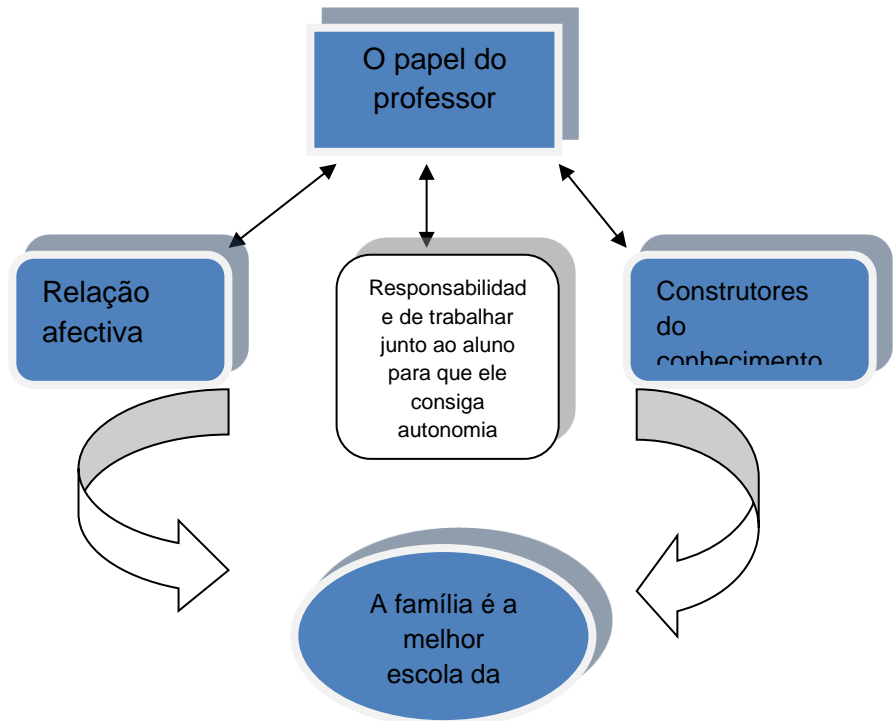 O papel do
professor
Relação
afectiva
Responsabilidad
e de trabalhar
junto ao aluno
para que ele
consiga
autonomia
Construtores
do
conhecimento
A família é a
melhor
escola da